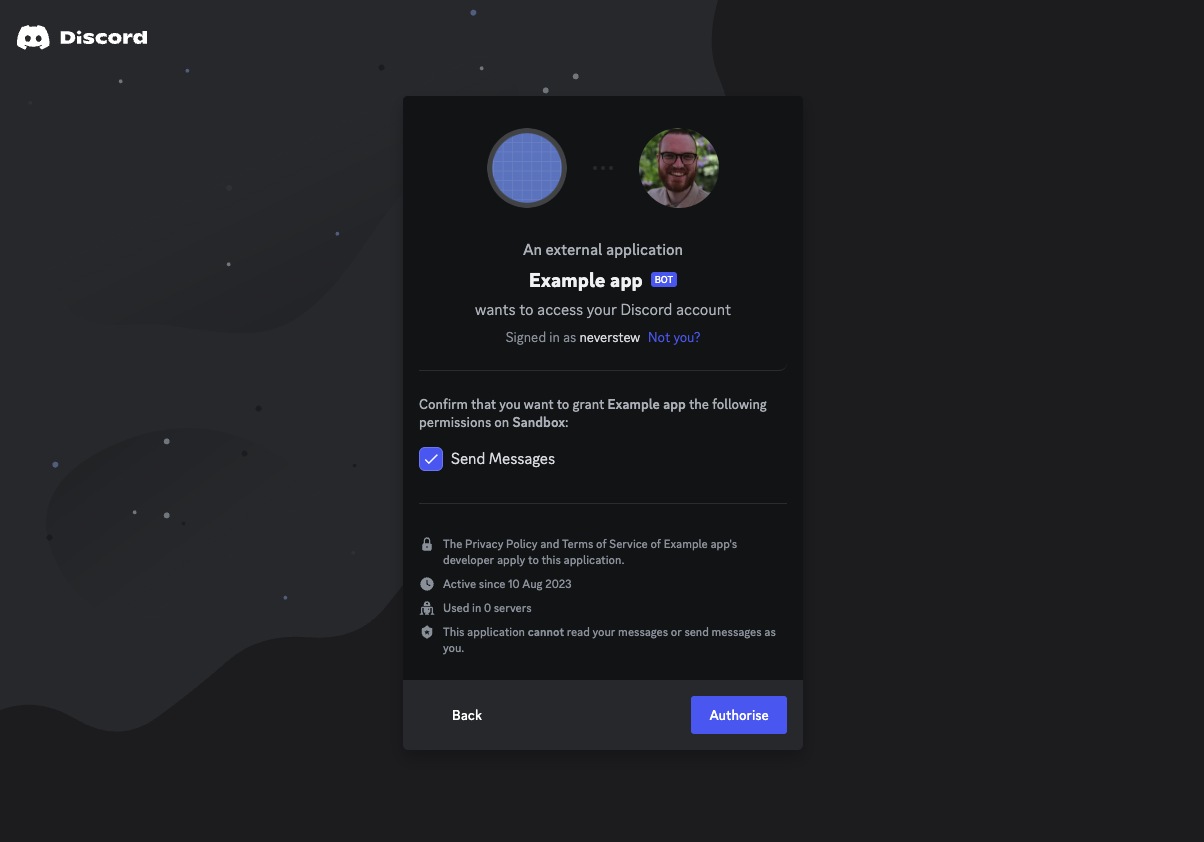 Discord
An external application
Example app BOT
wants to access your Discord account
Signed in as neverstew Not you?
Confirm that you want to grant Example app the following
permissions on Sandbox:
Send Messages
The Privacy Policy and Terms of Service of Example app's
developer apply to this application.
Active since 10 Aug 2023
Used in 0 servers
This application cannot read your messages or send messages as
you.
Back Authorise